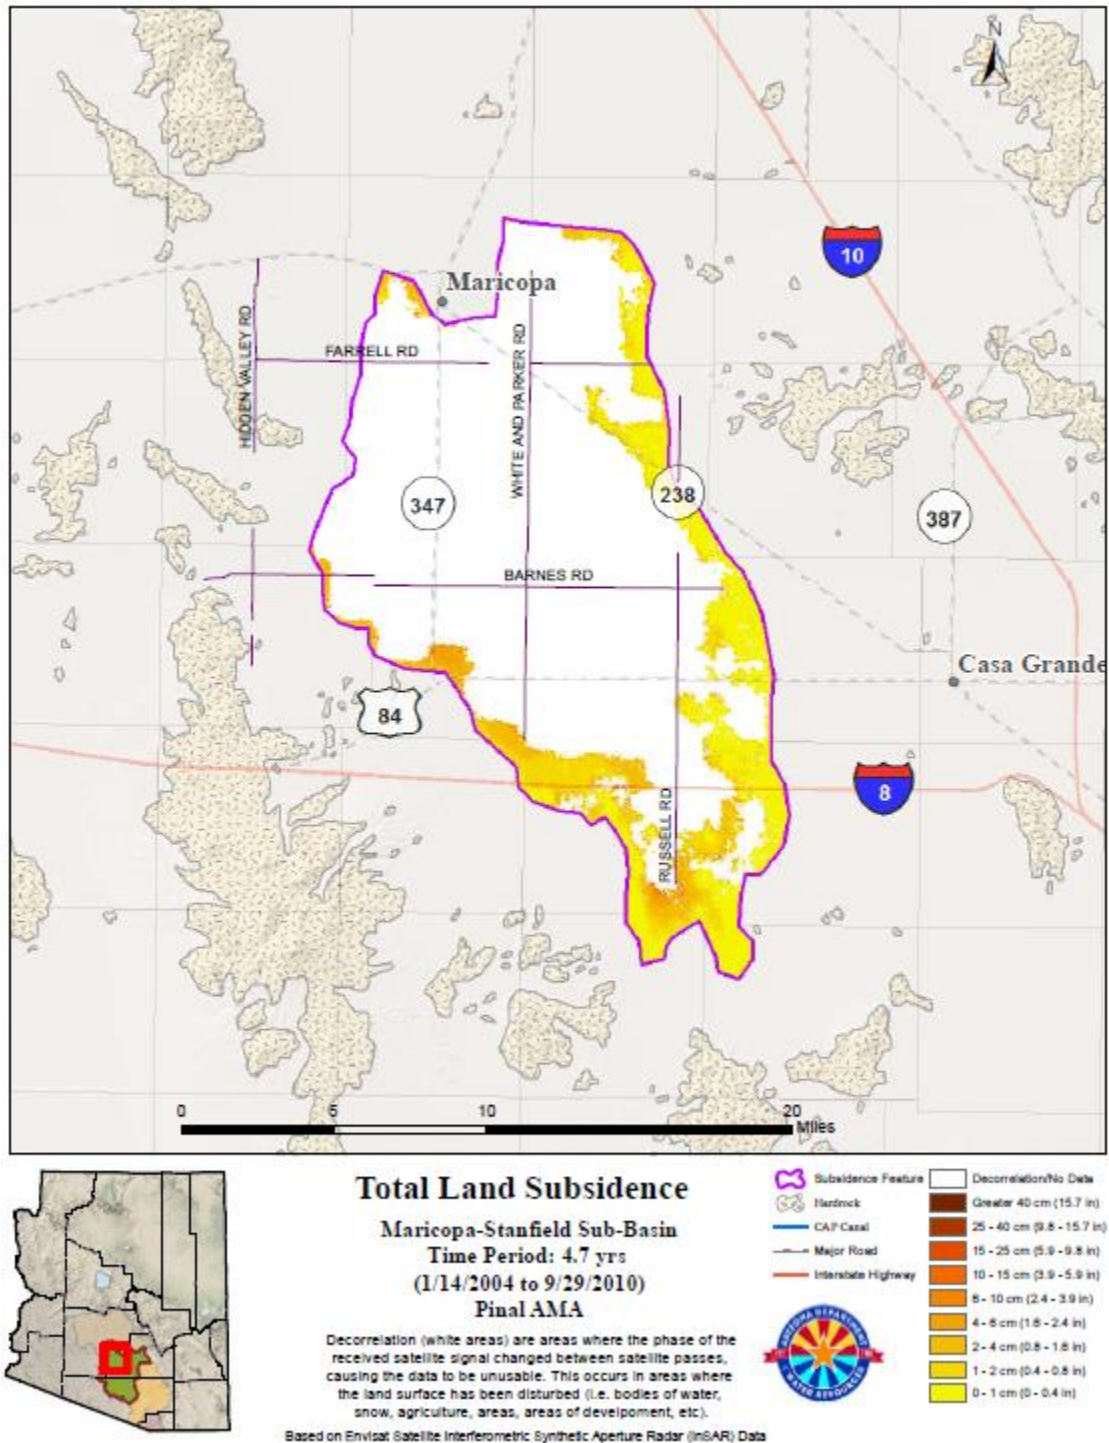 N
10
Maricopa
HIDDEN VALLEY RD
FARRELL RD
WHITE AND PARKER RD
347
238
387
BARNES RD
Casa Grande
84
8
RUSSELL RD
0 5 10 20
Miles
Total Land Subsidence
Maricopa-Stanfield Sub-Basin
Time Period: 4.7 yrs
(1/14/2004 to 9/29/2010)
Pinal AMA
Decorrelation (white areas) are areas where the phase of the
received satellite signal changed between satellite passes,
causing the data to be unusable. This occurs in areas where
the land surface has been disturbed (i.e. bodies of water,
snow, agriculture, areas, areas of develpoment, etc).
Based on Envisat Satellite Interferometric Synthetic Aperture Radar (InSAR) Data
Subsidence Feature
Hardrock
CAP Canal
Major Road
Interstate Highway
ARIZONA DEPARTMENT
WATER RESOURCES
Decorrelation/No Data
Greater 40 cm (15.7 in)
25 - 40 cm (9.8 - 15.7 in)
15 - 25 cm (5.9 - 9.8 in)
10 - 15 cm (3.9 - 5.9 in)
6 - 10 cm (2.4 - 3.9 in)
4 - 6 cm (1.6 - 2.4 in)
2 - 4 cm (0.8 - 1.6 in)
1 - 2 cm (0.4 - 0.8 in)
0 - 1 cm (0 - 0.4 in)